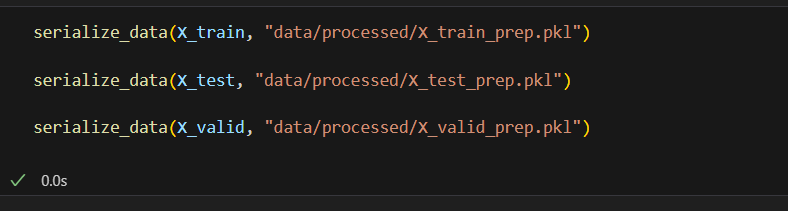 serialize_data(X_train, "data/processed/X_train_prep.pkl")
serialize_data(X_test, "data/processed/X_test_prep.pkl")
serialize_data(X_valid, "data/processed/X_valid_prep.pkl")
0.0s